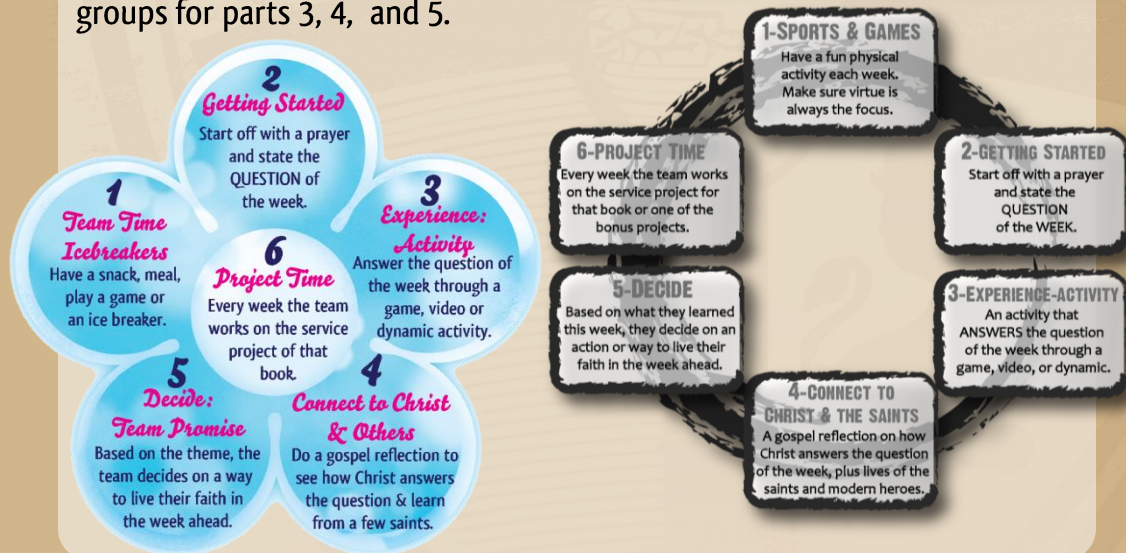 groups for parts 3, 4, and 5.
1
Team Time
Icebreakers
Have a snack, meal,
play a game or
an ice breaker.
2
Getting Started
Start off with a prayer
and state the
QUESTION of
the week.
3
Experience:
Activity
Answer the question of
the week through a
game, video or
dynamic activity.
4
Connect to Christ
& Others
Do a gospel reflection to
see how Christ answers
the question & learn
from a few saints.
5
Decide:
Team Promise
Based on the theme, the
team decides on a way
to live their faith in
the week ahead.
6
Project Time
Every week the team
works on the service
project of that
book.
1-SPORTS & GAMES
Have a fun physical
activity each week.
Make sure virtue is
always the focus.
2-GETTING STARTED
Start off with a prayer
and state the
QUESTION
of the WEEK.
3-EXPERIENCE-ACTIVITY
An activity that
ANSWERS the question
of the week through a
game, video, or dynamic.
4-CONNECT TO
CHRIST & THE SAINTS
A gospel reflection on how
Christ answers the question
of the week, plus lives of the
saints and modern heroes.
5-DECIDE
Based on what they learned
this week, they decide on an
action or way to live their
faith in the week ahead.
6-PROJECT TIME
Every week the team works
on the service project for
that book or one of the
bonus projects.